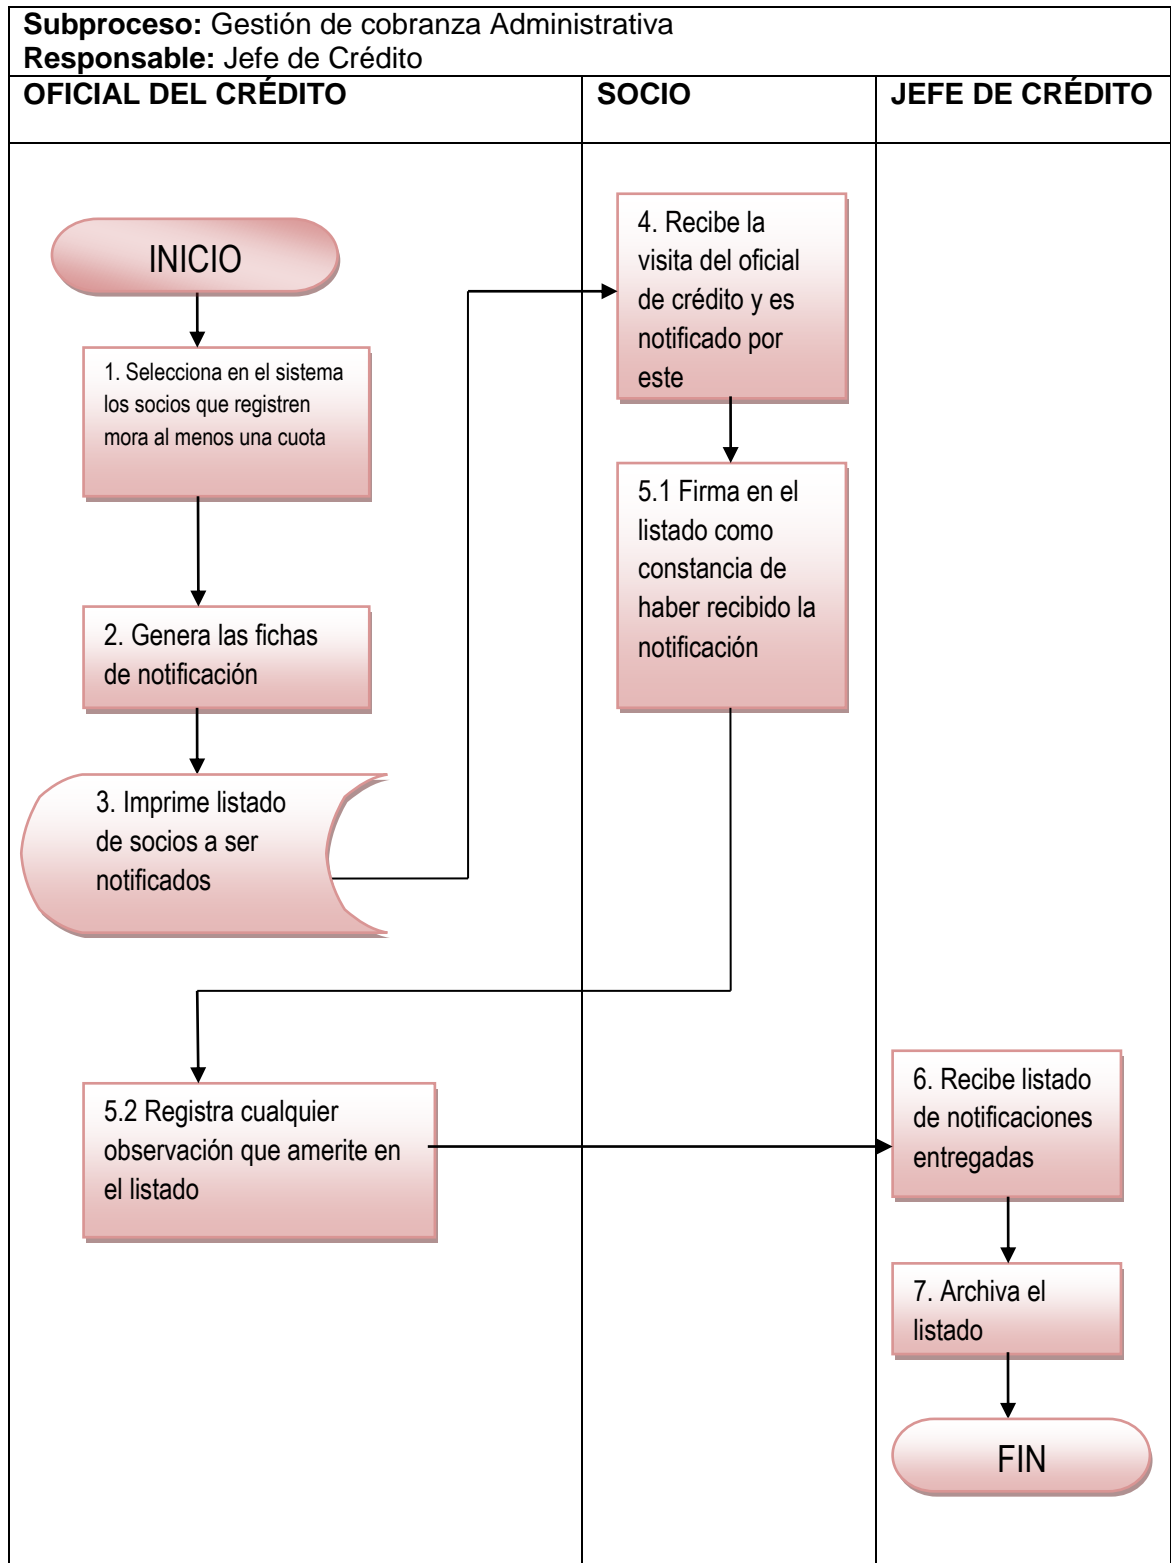 Subproceso: Gestión de cobranza Administrativa
Responsable: Jefe de Crédito
OFICIAL DEL CRÉDITO
SOCIO
JEFE DE CRÉDITO
INICIO
1. Selecciona en el sistema
los socios que registren
mora al menos una cuota
2. Genera las fichas
de notificación
3. Imprime listado
de socios a ser
notificados
4. Recibe la
visita del oficial
de crédito y es
notificado por
este
5.1 Firma en el
listado como
constancia de
haber recibido la
notificación
5.2 Registra cualquier
observación que amerite en
el listado
6. Recibe listado
de notificaciones
entregadas
7. Archiva el
listado
FIN